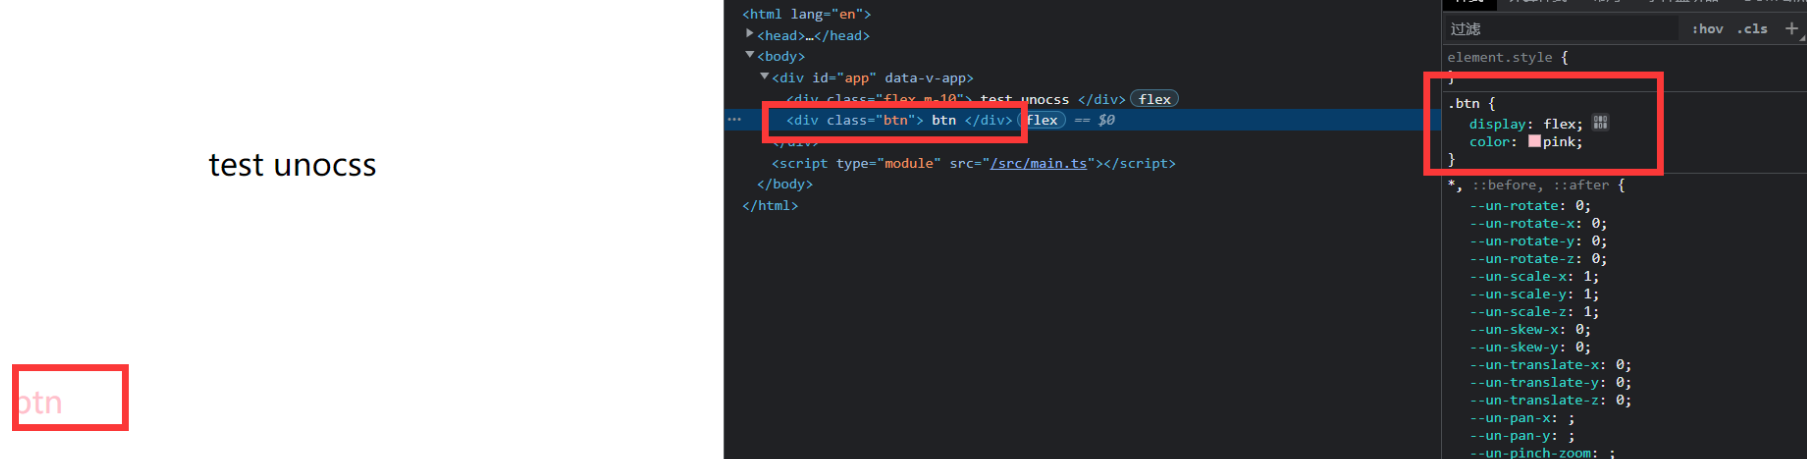 test unocss
btn
<html lang="en">
<head>…</head>
<body>
<div id="app" data-v-app>
<div class="flex m-10"> test unocss </div> flex
<div class="btn"> btn </div> flex == $0
</div>
<script type="module" src="/src/main.ts"></script>
</body>
</html>
过滤 :hov .cls +
element.style {
}
.btn {
display: flex;
color: pink;
}
*, ::before, ::after {
--un-rotate: 0;
--un-rotate-x: 0;
--un-rotate-y: 0;
--un-rotate-z: 0;
--un-scale-x: 1;
--un-scale-y: 1;
--un-scale-z: 1;
--un-skew-x: 0;
--un-skew-y: 0;
--un-translate-x: 0;
--un-translate-y: 0;
--un-translate-z: 0;
--un-pan-x: ;
--un-pan-y: ;
--un-pinch-zoom: ;